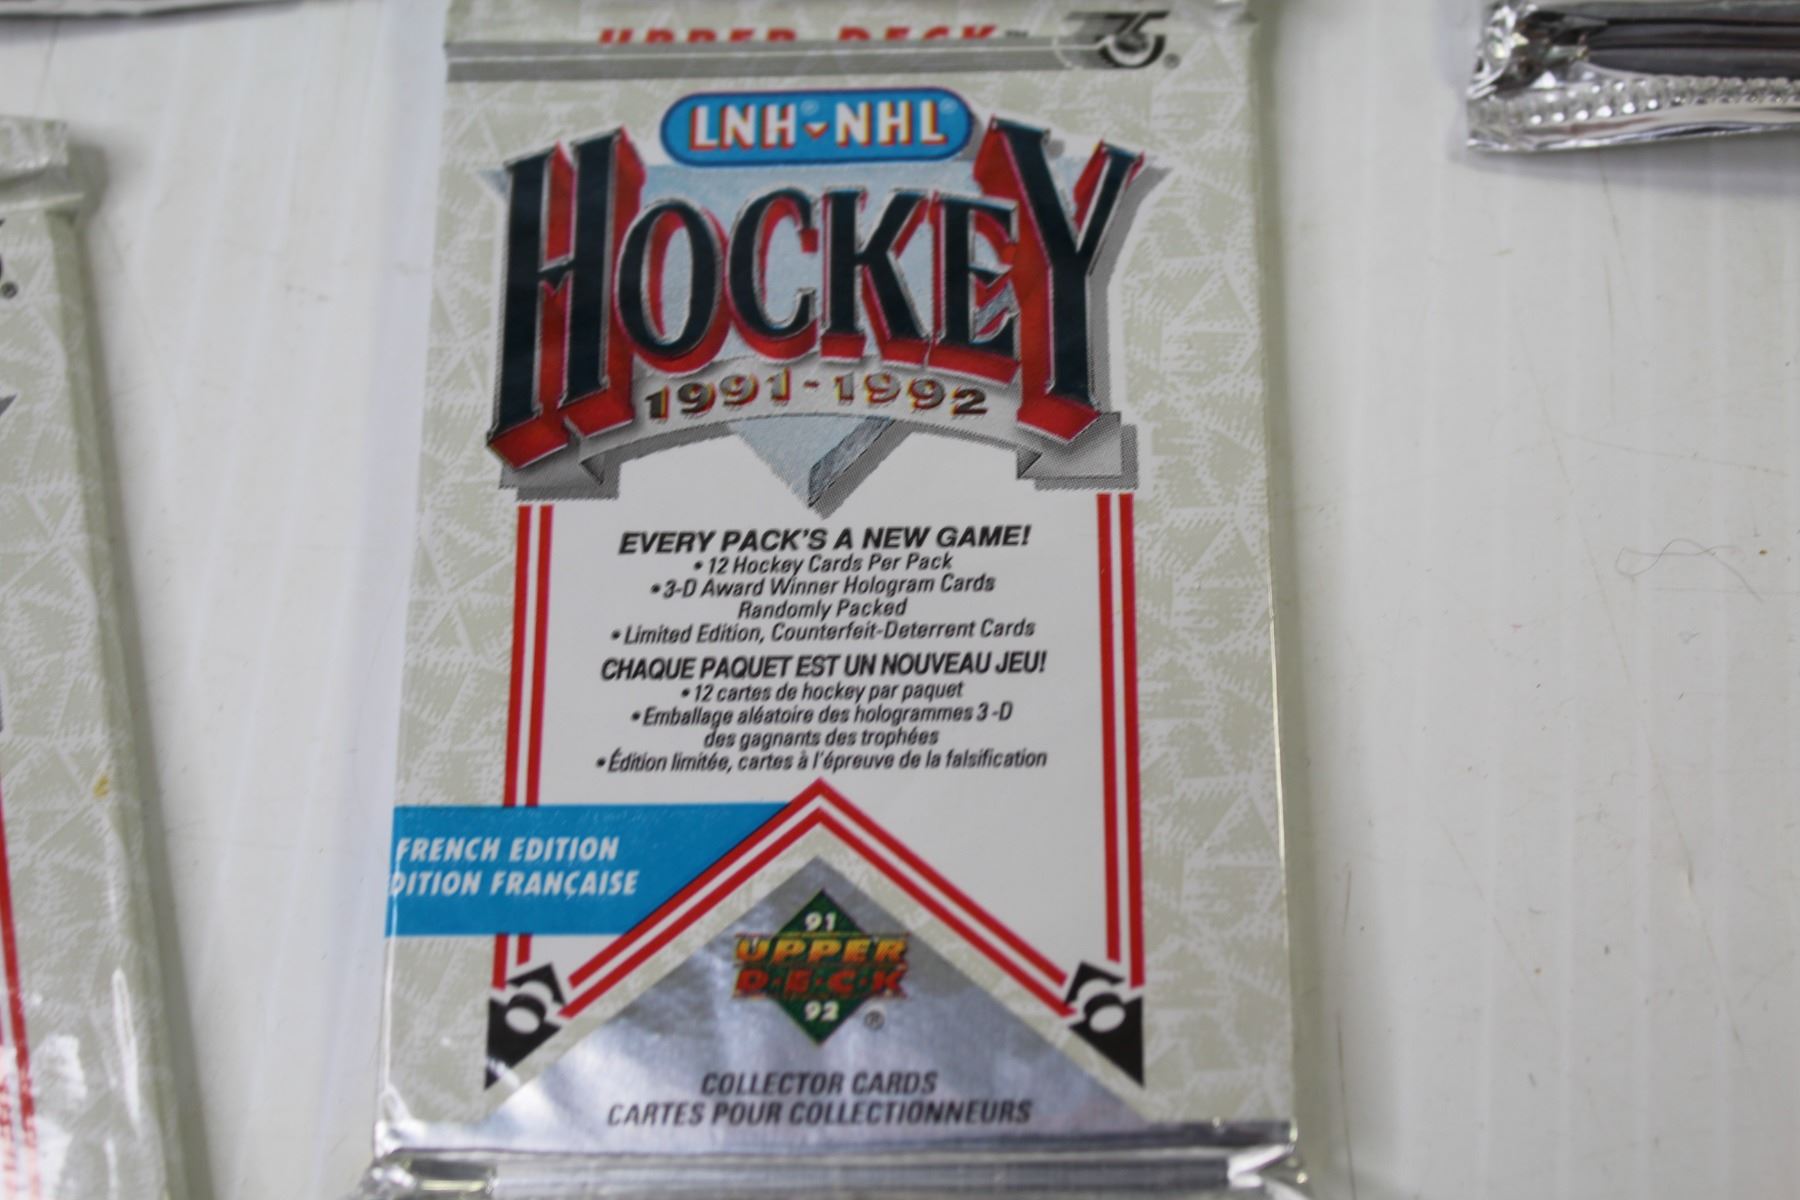 UPPER DECK™
LNH® NHL®
HOCKEY
1991-1992
EVERY PACK'S A NEW GAME!
• 12 Hockey Cards Per Pack
• 3-D Award Winner Hologram Cards
Randomly Packed
• Limited Edition, Counterfeit-Deterrent Cards
CHAQUE PAQUET EST UN NOUVEAU JEU!
• 12 cartes de hockey par paquet
• Emballage aléatoire des hologrammes 3-D
des gagnants des trophées
• Édition limitée, cartes à l'épreuve de la falsification
FRENCH EDITION
DITION FRANÇAISE
91
UPPER
D·E·C·K
92 ®
COLLECTOR CARDS
CARTES POUR COLLECTIONNEURS